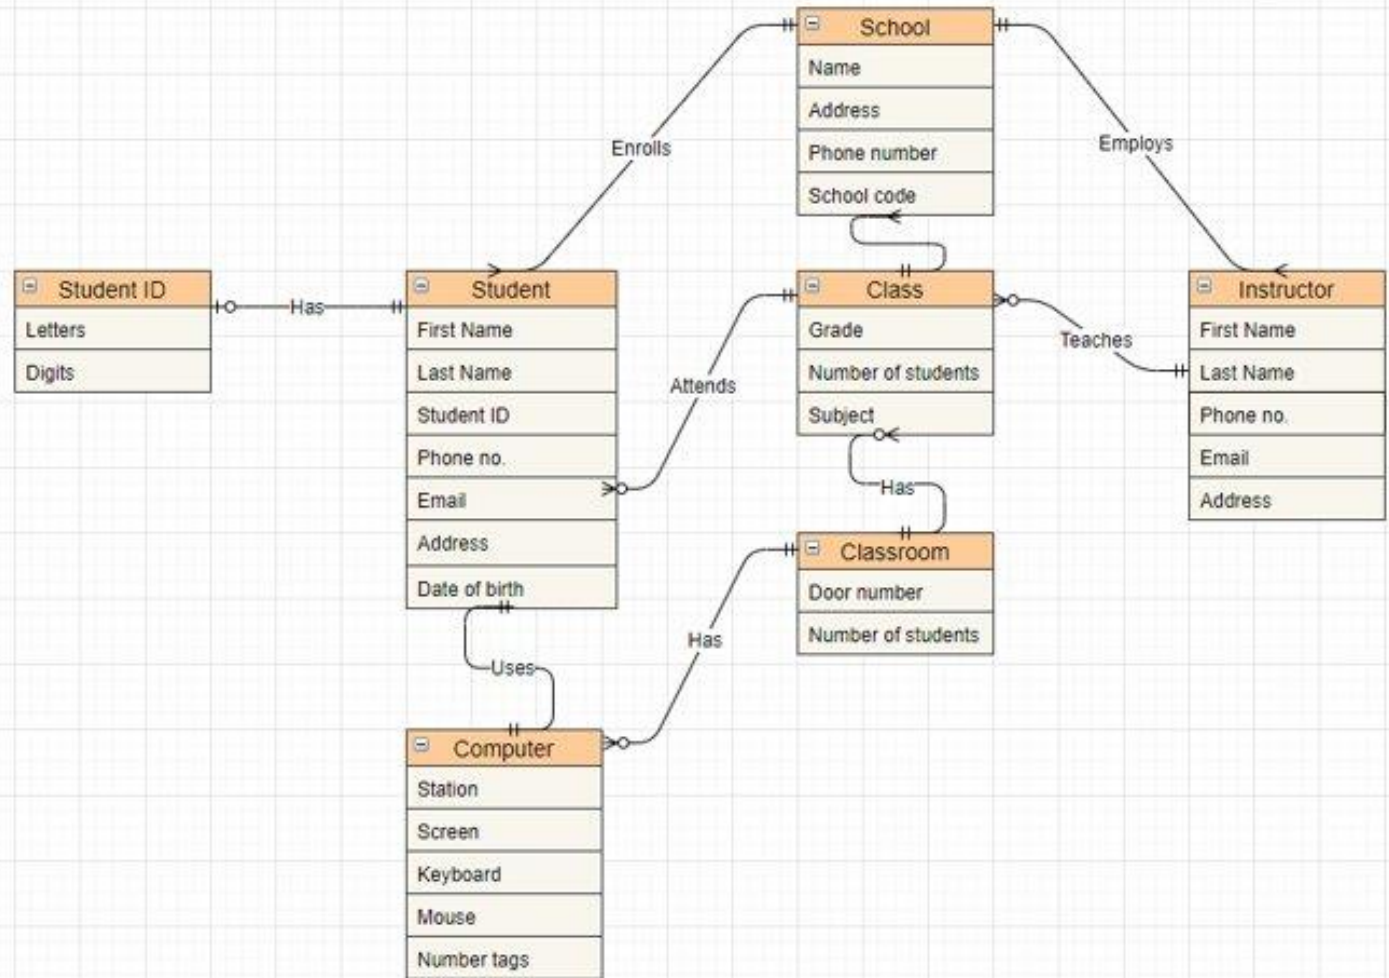 School
Name
Address
Phone number
School code
Enrolls
Employs
Student ID
Letters
Digits
Has
Student
First Name
Last Name
Student ID
Phone no.
Email
Address
Date of birth
Attends
Class
Grade
Number of students
Subject
Teaches
Instructor
First Name
Last Name
Phone no.
Email
Address
Has
Classroom
Door number
Number of students
Has
Uses
Computer
Station
Screen
Keyboard
Mouse
Number tags